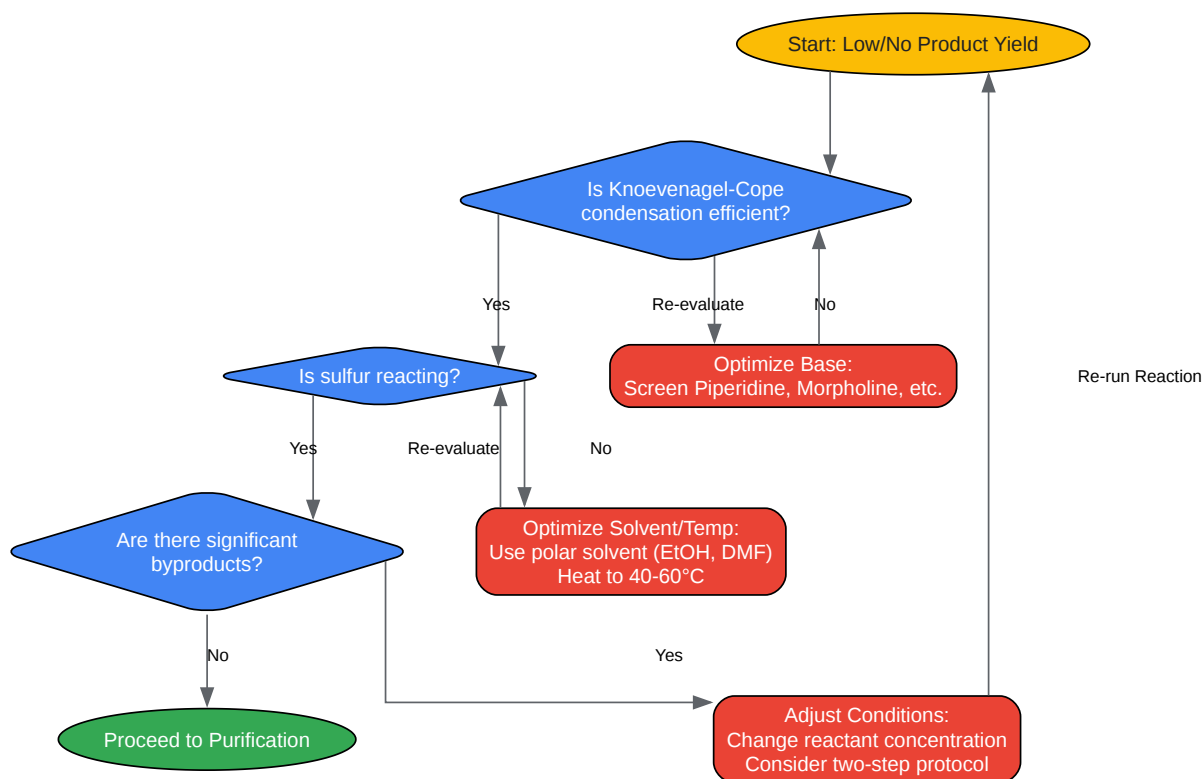 Start: Low/No Product Yield
Is Knoevenagel-Cope
condensation efficient?
Yes
Re-evaluate
No
Optimize Base:
Screen Piperidine, Morpholine, etc.
Is sulfur reacting?
Re-run Reaction
Yes
Re-evaluate
No
Optimize Solvent/Temp:
Use polar solvent (EtOH, DMF)
Heat to 40-60°C
Are there significant
byproducts?
No
Yes
Proceed to Purification
Adjust Conditions:
Change reactant concentration
Consider two-step protocol